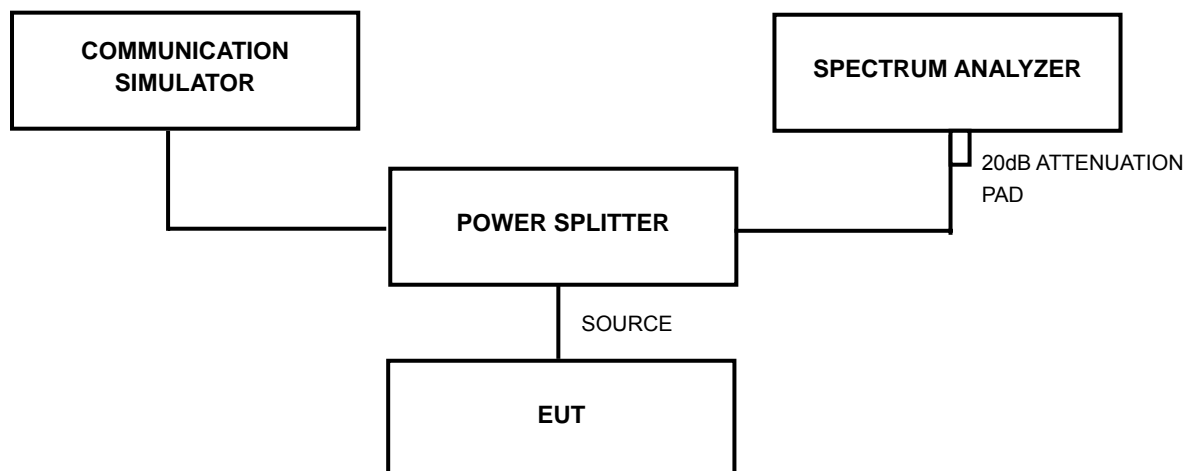 COMMUNICATION
SIMULATOR
SPECTRUM ANALYZER
20dB ATTENUATION
PAD
POWER SPLITTER
SOURCE
EUT